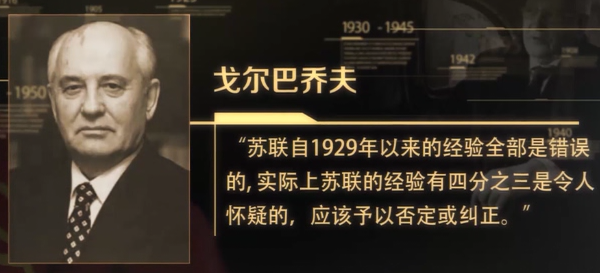 1930 - 1945
1942
- 1950
1940
戈尔巴乔夫
“苏联自1929年以来的经验全部是错误
的,实际上苏联的经验有四分之三是令人
怀疑的，应该予以否定或纠正。”